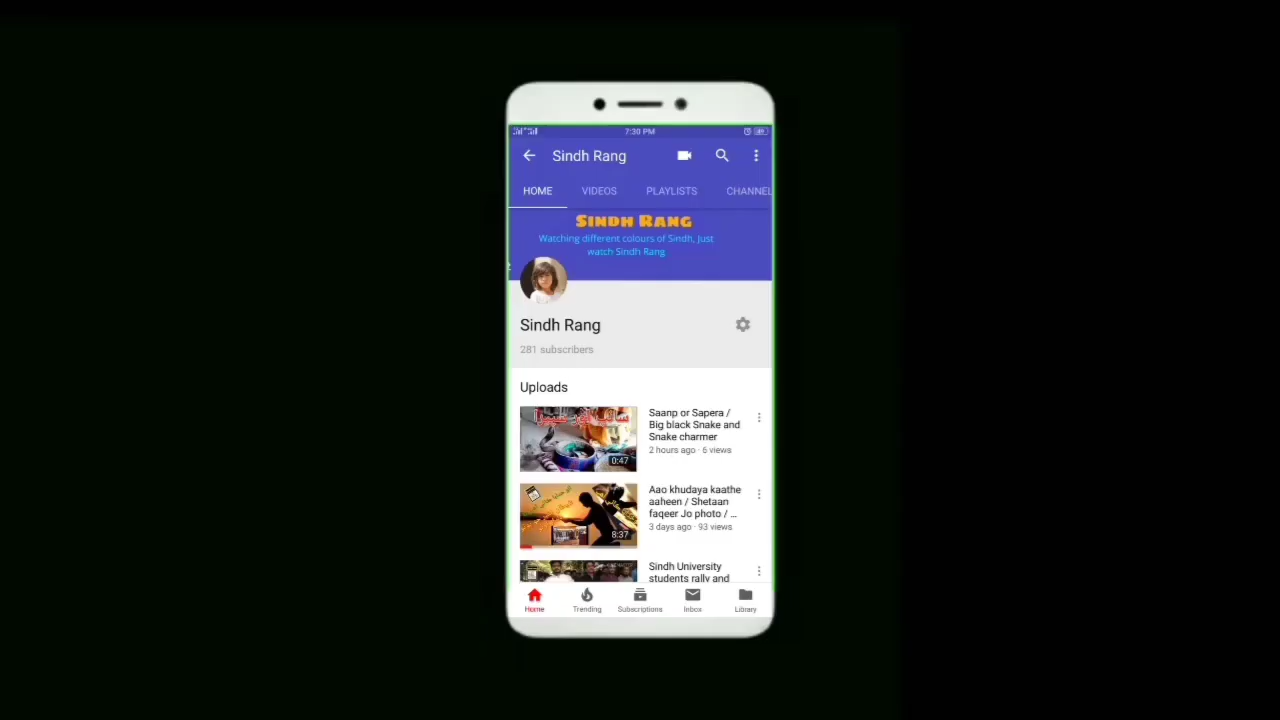 7:30 PM
Sindh Rang
HOME VIDEOS PLAYLISTS CHANNEL
Sindh Rang
Watching different colours of Sindh, Just
watch Sindh Rang
Sindh Rang
281 subscribers
Uploads
سانپ اور سپیرا
0:47
Saanp or Sapera /
Big black Snake and
Snake charmer
2 hours ago · 6 views
8:37
Aao khudaya kaathe
aaheen / Shetaan
faqeer Jo photo / ...
3 days ago · 93 views
Sindh University
students rally and
Home Trending Subscriptions Inbox Library